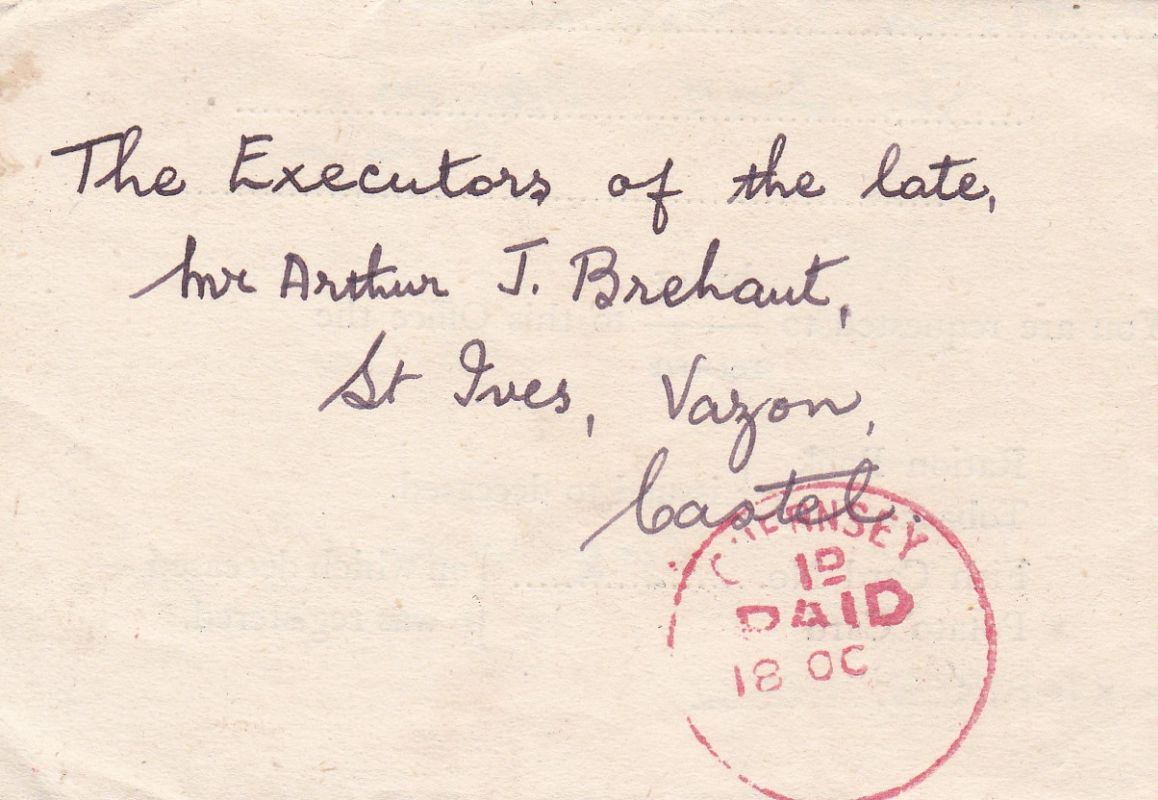 The Executors of the late,
Mr Arthur J. Brehaut,
St Ives, Vazon,
Castel.
GUERNSEY
1D
PAID
18 OC